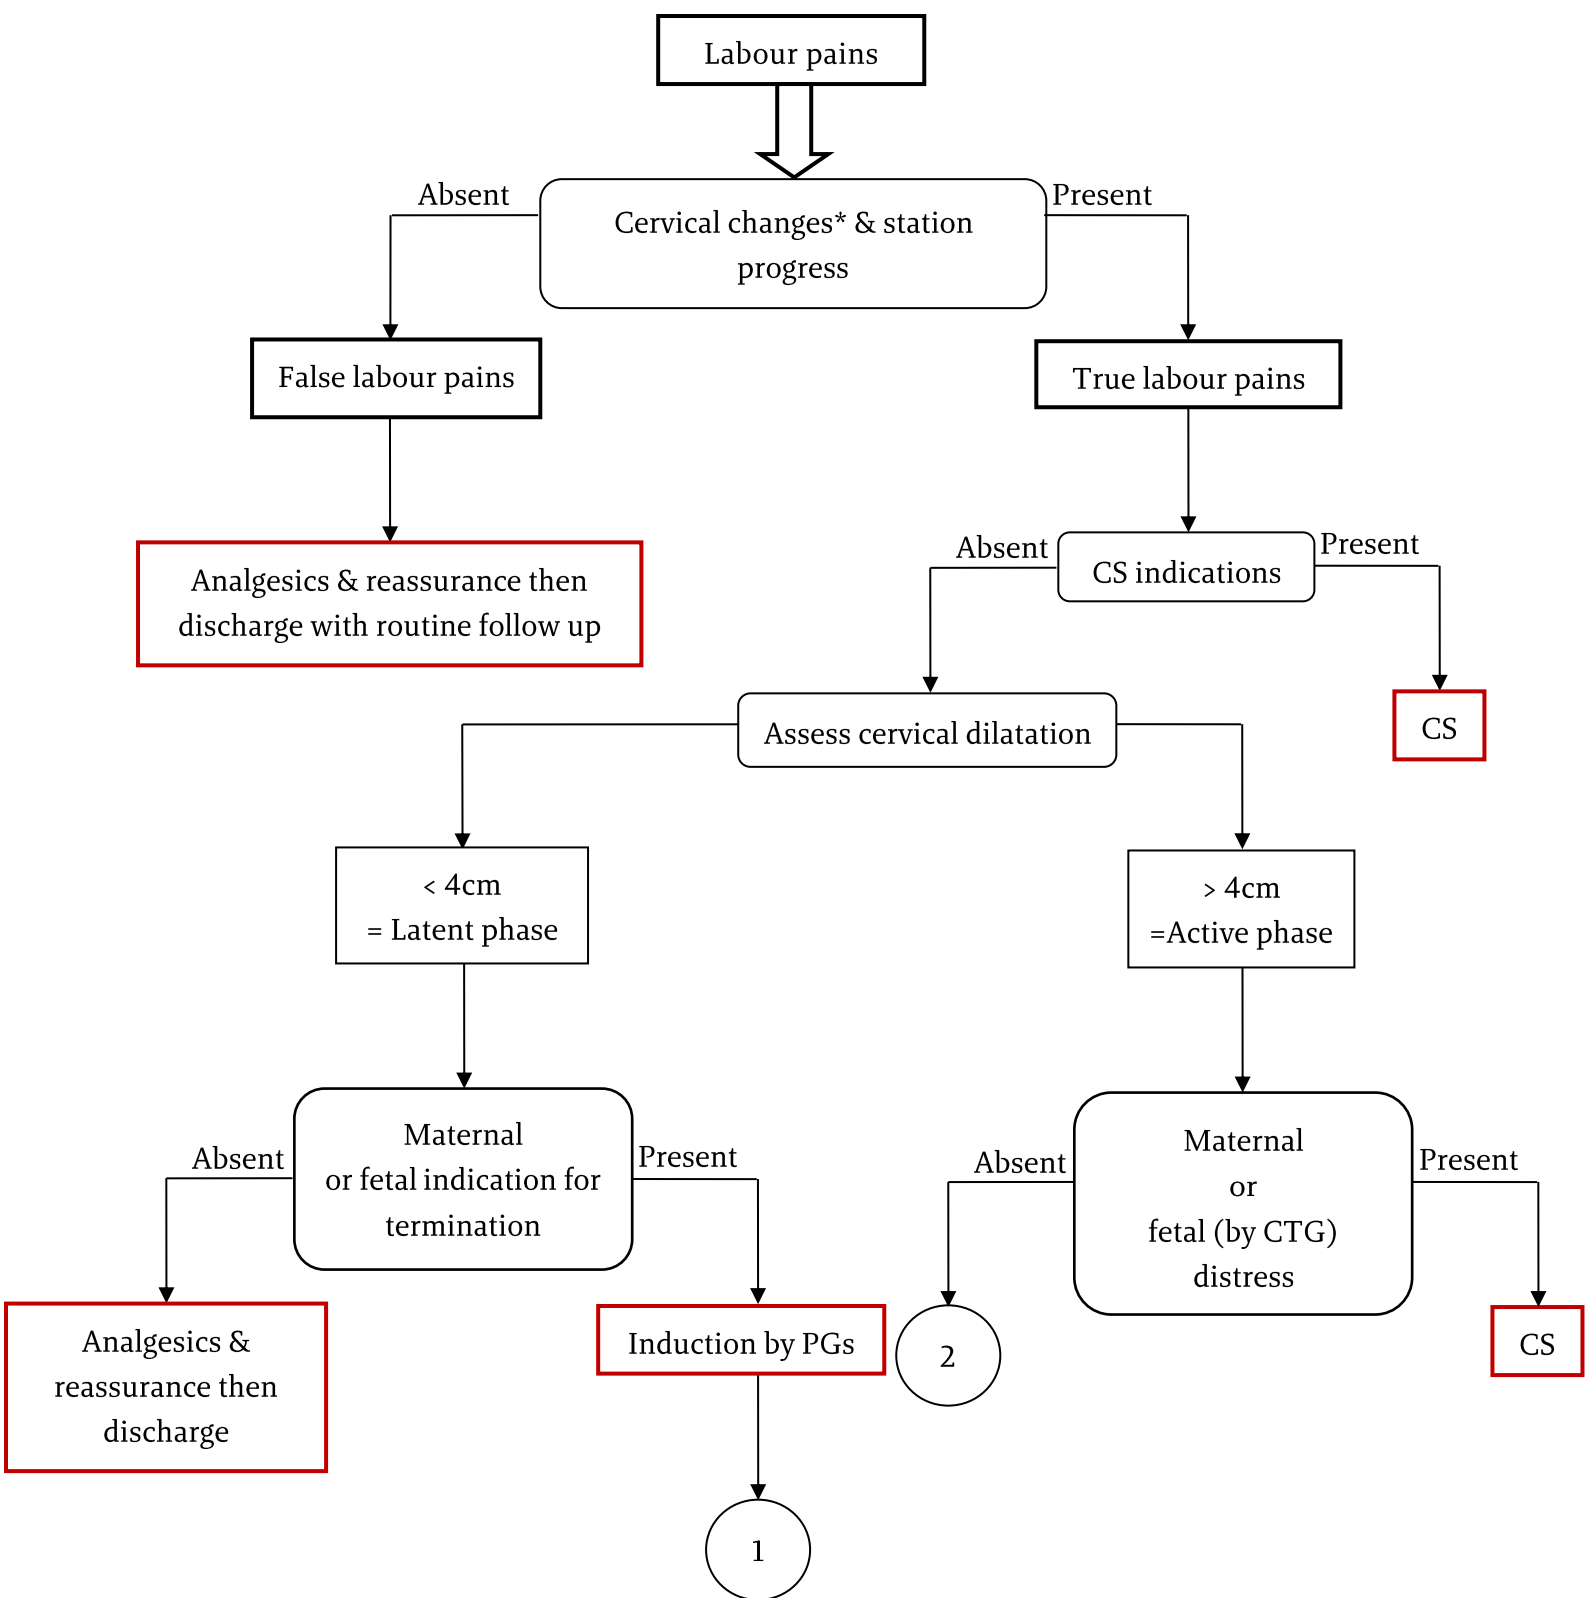 Labour pains
Absent
Present
Cervical changes* & station
progress
False labour pains
True labour pains
Absent
Present
CS indications
Analgesics & reassurance then
discharge with routine follow up
Assess cervical dilatation
CS
< 4cm
= Latent phase
> 4cm
=Active phase
Absent
Maternal
or fetal indication for
termination
Present
Absent
Maternal
or
fetal (by CTG)
distress
Present
Analgesics &
reassurance then
discharge
Induction by PGs
2
CS
1